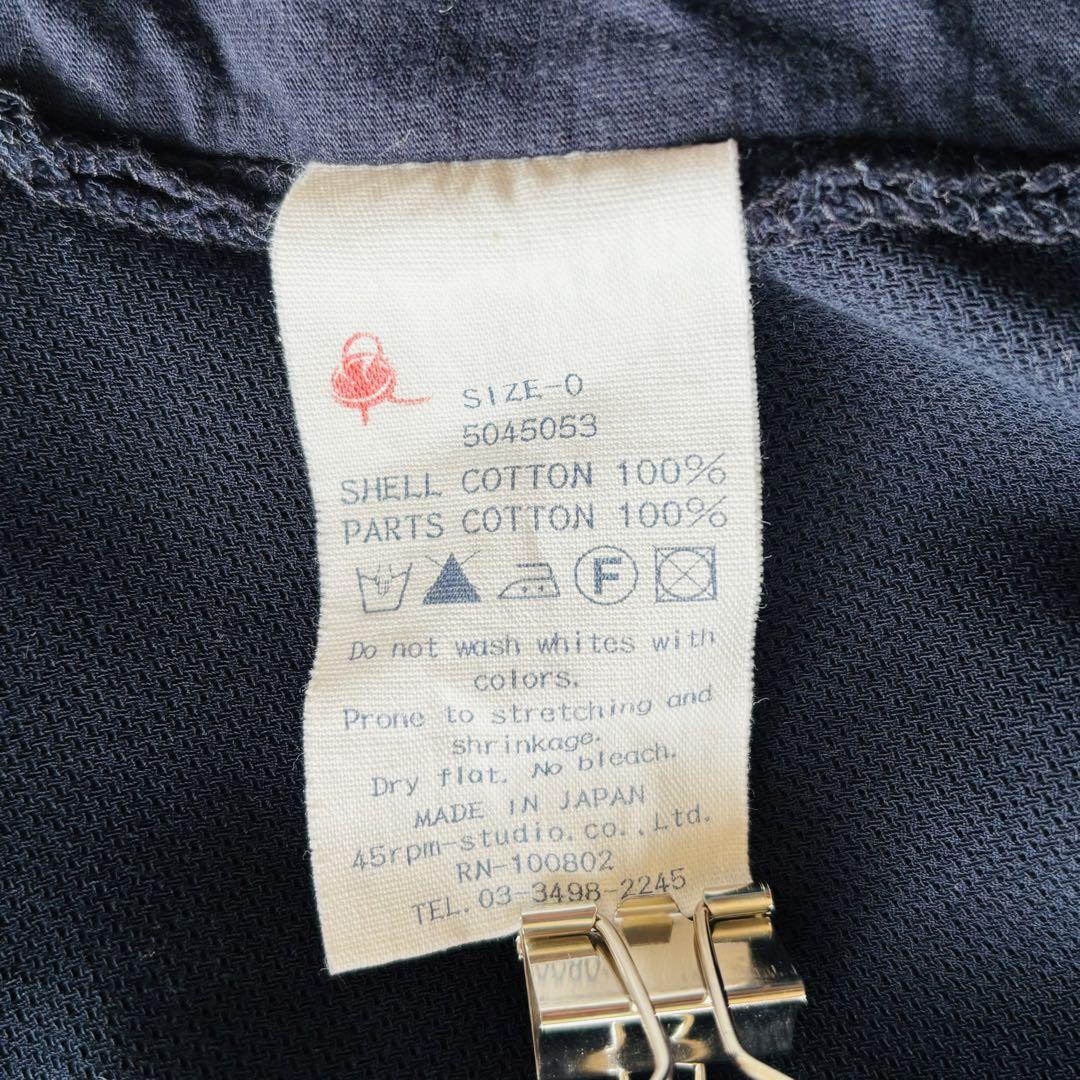 SIZE-0
5045053
SHELL COTTON 100%
PARTS COTTON 100%
F
Do not wash whites with
colors.
Prone to stretching and
shrinkage.
Dry flat. No bleach.
MADE IN JAPAN
45rpm-studio.co.,Ltd.
RN-100802
TEL.03-3498-2245